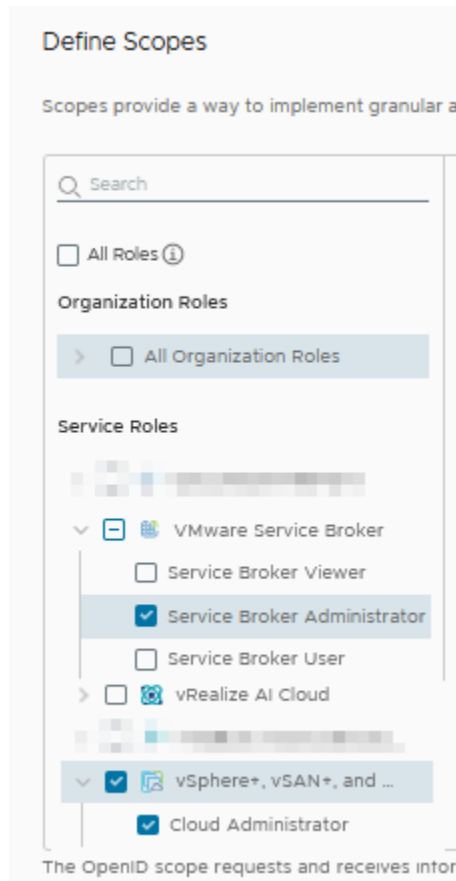 Define Scopes
Scopes provide a way to implement granular a
Search
All Roles
Organization Roles
All Organization Roles
Service Roles
VMware Service Broker
Service Broker Viewer
Service Broker Administrator
Service Broker User
vRealize AI Cloud
vSphere+, vSAN+, and ...
Cloud Administrator
The OpenID scope requests and receives infor